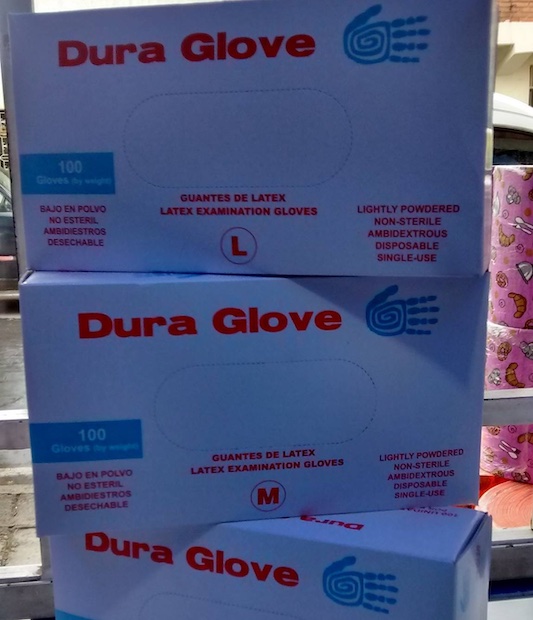 Dura Glove
100
Gloves (by weight)
BAJO EN POLVO
NO ESTERIL
AMBIDIESTROS
DESECHABLE
GUANTES DE LATEX
LATEX EXAMINATION GLOVES
L
LIGHTLY POWDERED
NON-STERILE
AMBIDEXTROUS
DISPOSABLE
SINGLE-USE
Dura Glove
100
Gloves (by weight)
BAJO EN POLVO
NO ESTERIL
AMBIDIESTROS
DESECHABLE
GUANTES DE LATEX
LATEX EXAMINATION GLOVES
M
LIGHTLY POWDERED
NON-STERILE
AMBIDEXTROUS
DISPOSABLE
SINGLE-USE
Dura
Dura Glove